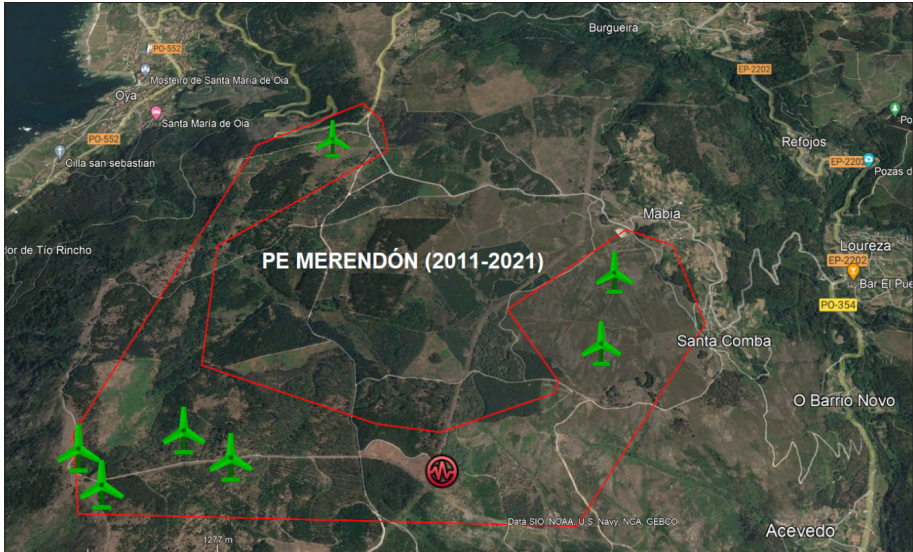 Burgueira
PO-552
EP-2202
Mosteiro de Santa María de Oia
Oya
Santa María de Oia
PO-552
Refojos
EP-2202
Pozas d
Po
Cilla san sebastian
Mabia
lor de Tío Rincho
Loureza
PE MERENDÓN (2011-2021)
EP-2202
Bar El Pue
PO-354
Santa Comba
O Barrio Novo
Data SIO, NOAA, U.S. Navy, NGA, GEBCO
Acevedo
1277 m